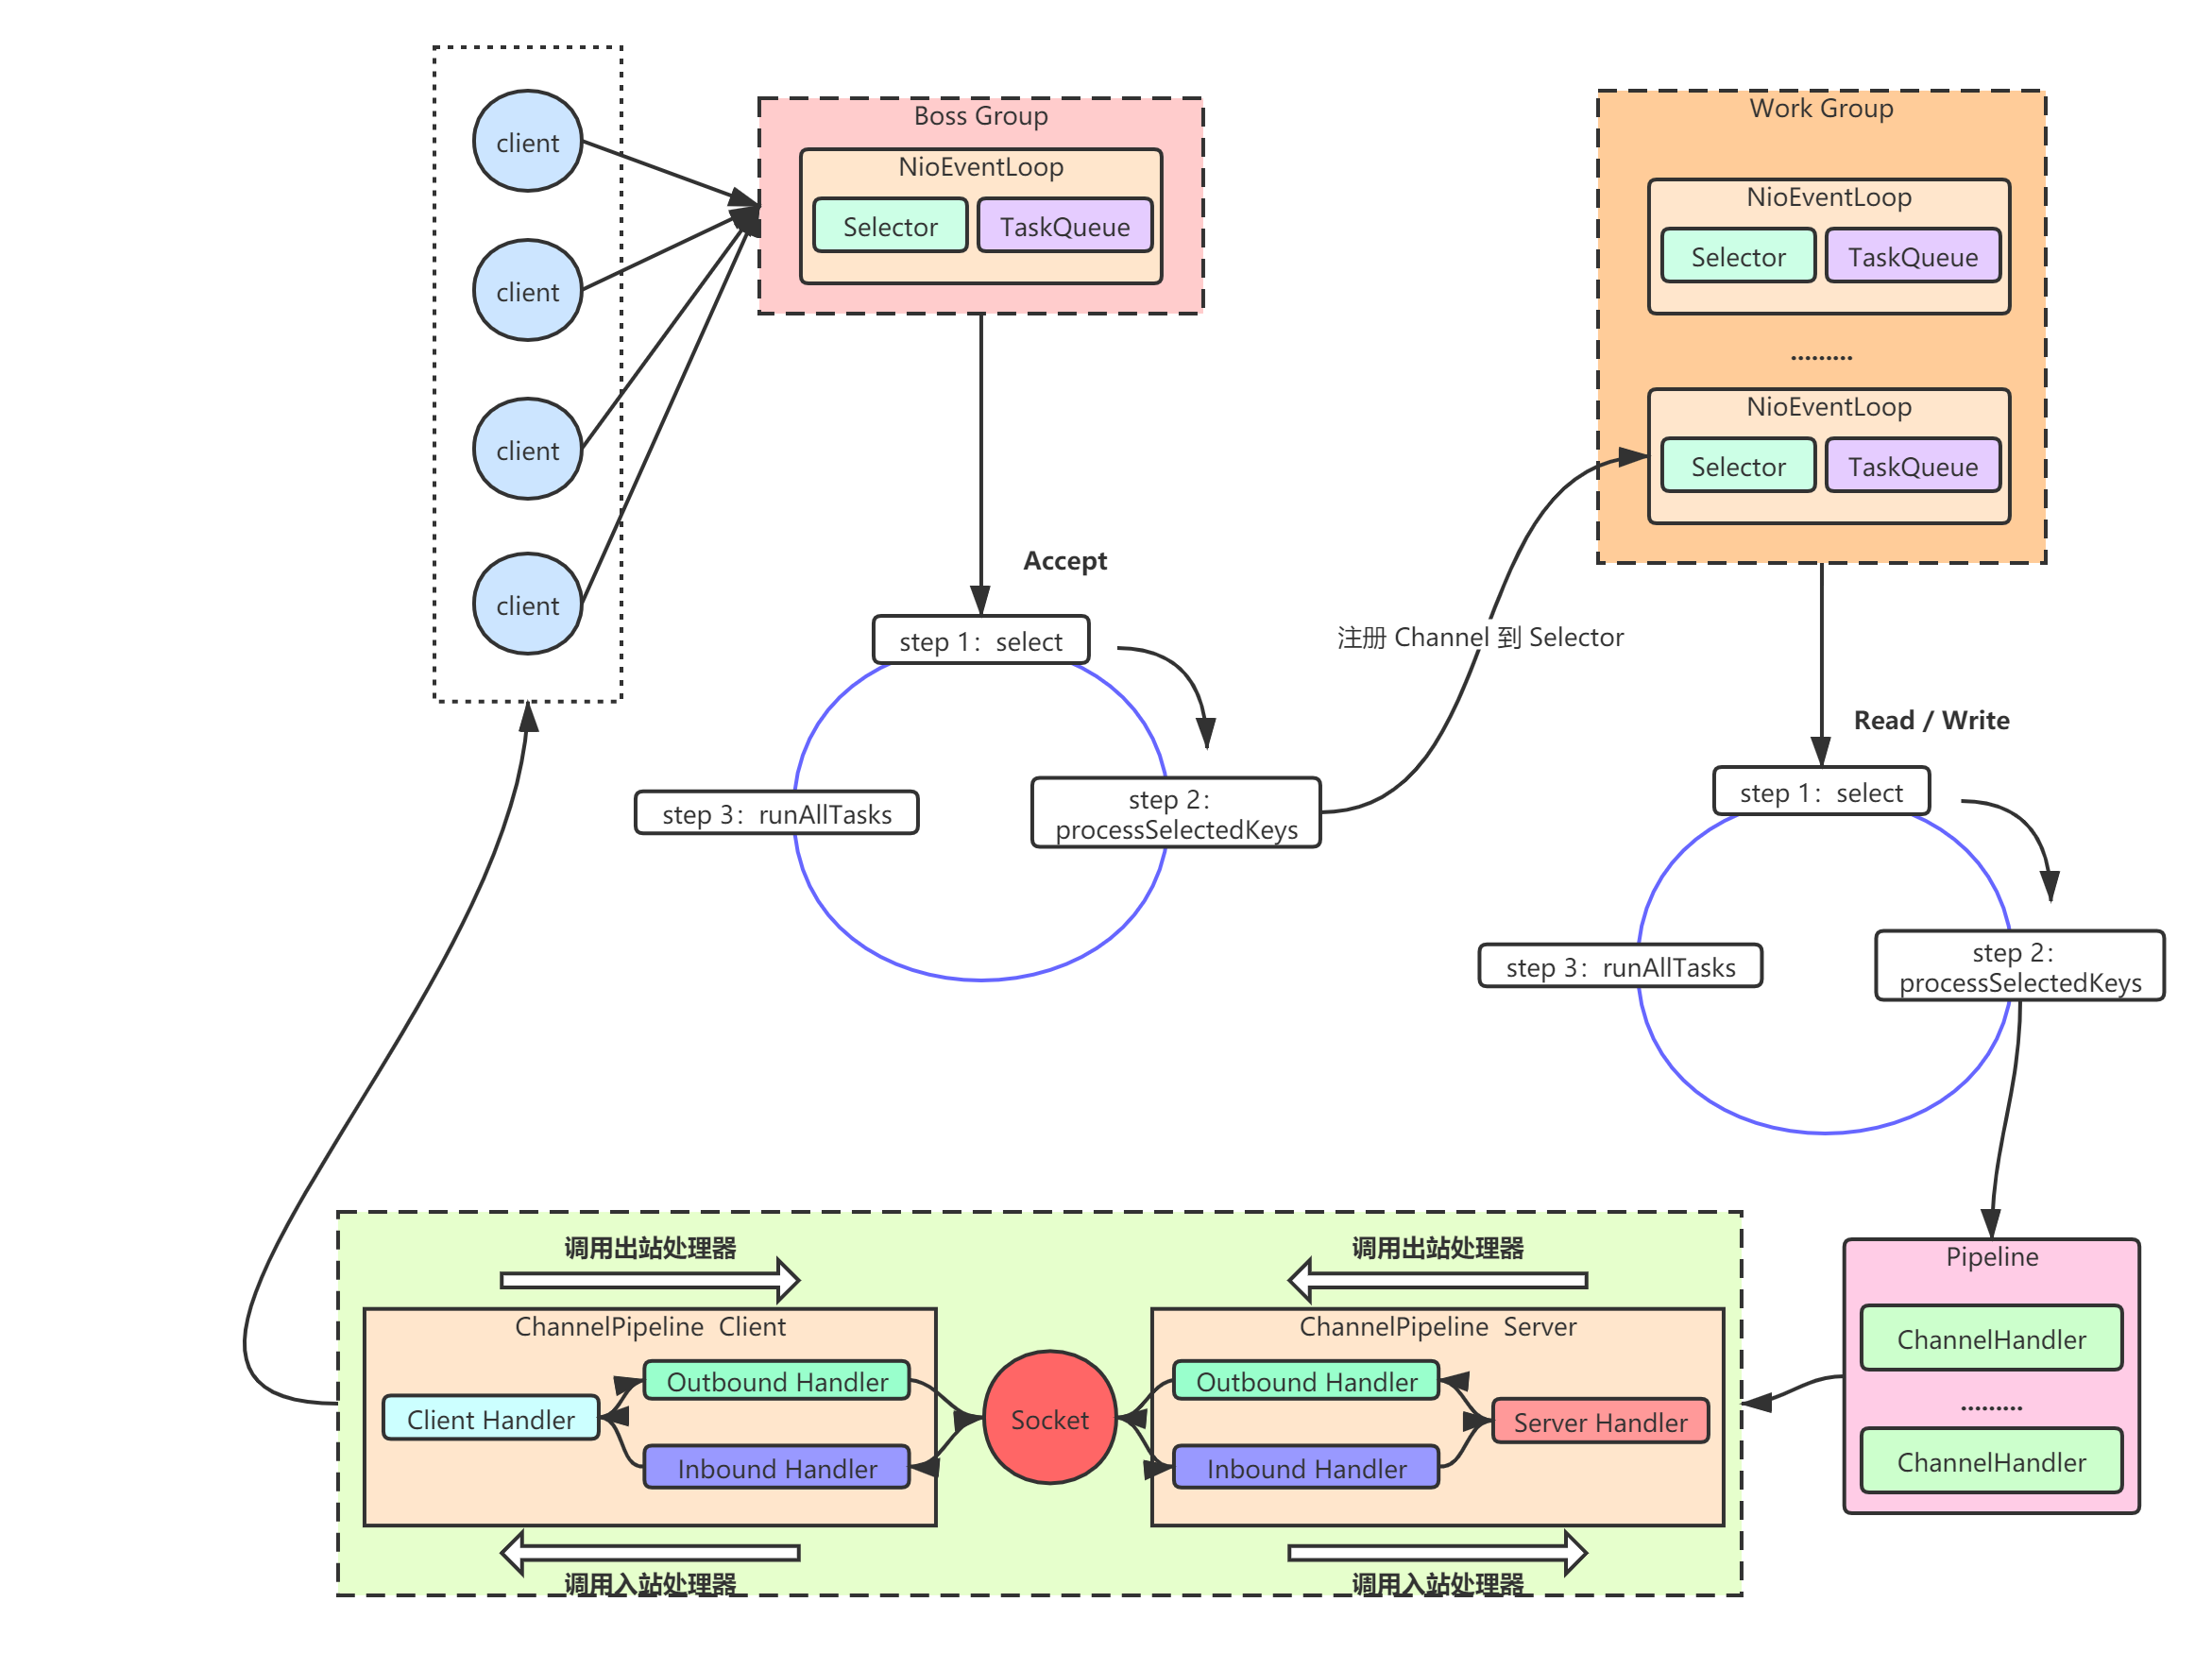 client
client
client
client
Boss Group
NioEventLoop
Selector
TaskQueue
Work Group
NioEventLoop
Selector
TaskQueue
.........
NioEventLoop
Selector
TaskQueue
Accept
step 1：select
step 2：
processSelectedKeys
step 3：runAllTasks
注册 Channel 到 Selector
Read / Write
step 1：select
step 2：
processSelectedKeys
step 3：runAllTasks
Pipeline
ChannelHandler
.........
ChannelHandler
调用出站处理器
调用出站处理器
ChannelPipeline  Client
Outbound Handler
Client Handler
Inbound Handler
Socket
ChannelPipeline  Server
Outbound Handler
Server Handler
Inbound Handler
调用入站处理器
调用入站处理器